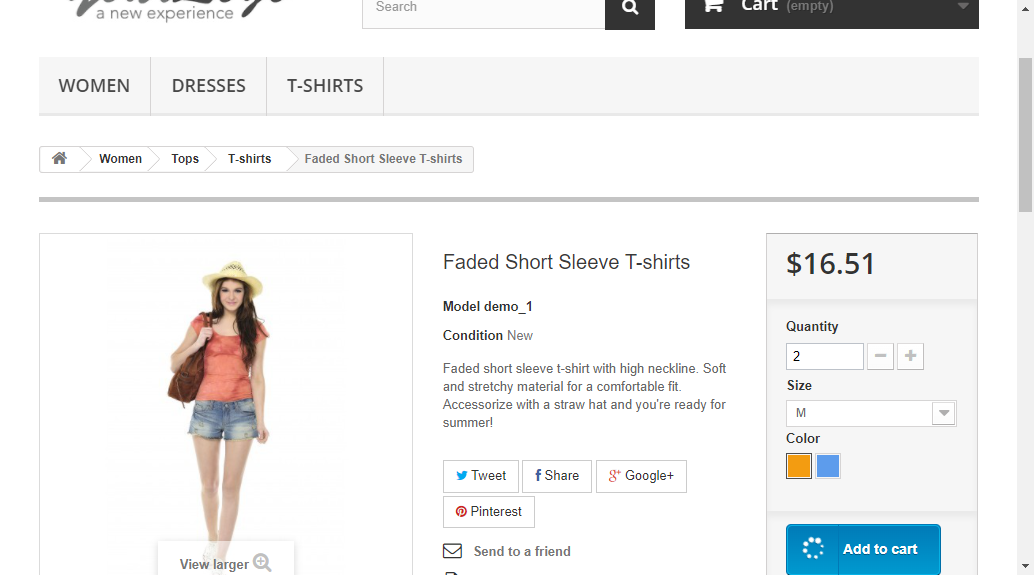 a new experience
Search
Cart (empty)
WOMEN DRESSES T-SHIRTS
Women Tops T-shirts Faded Short Sleeve T-shirts
Faded Short Sleeve T-shirts
Model demo_1
Condition New
Faded short sleeve t-shirt with high neckline. Soft
and stretchy material for a comfortable fit.
Accessorize with a straw hat and you're ready for
summer!
Tweet Share Google+
Pinterest
Send to a friend
View larger
$16.51
Quantity
2
Size
M
Color
Add to cart